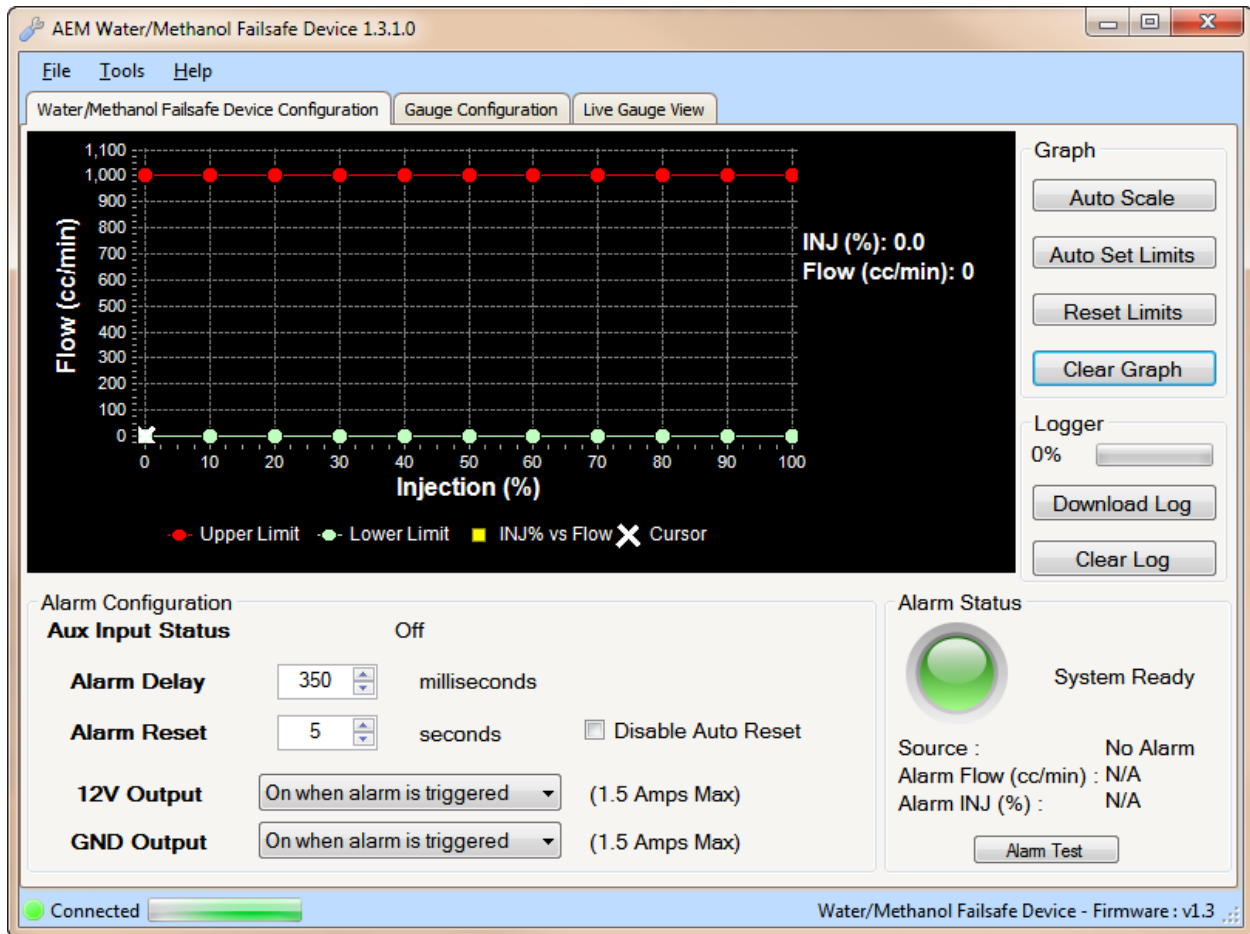 AEM Water/Methanol Failsafe Device 1.3.1.0
File Tools Help
Water/Methanol Failsafe Device Configuration Gauge Configuration Live Gauge View
1,100
1,000
900
800
700
600
500
400
300
200
100
0
Flow (cc/min)
0 10 20 30 40 50 60 70 80 90 100
Injection (%)
INJ (%): 0.0
Flow (cc/min): 0
Upper Limit Lower Limit INJ% vs Flow Cursor
Graph
Auto Scale
Auto Set Limits
Reset Limits
Clear Graph
Logger
0%
Download Log
Clear Log
Alarm Configuration
Aux Input Status Off
Alarm Delay 350 milliseconds
Alarm Reset 5 seconds Disable Auto Reset
12V Output On when alarm is triggered (1.5 Amps Max)
GND Output On when alarm is triggered (1.5 Amps Max)
Alarm Status
System Ready
Source : No Alarm
Alarm Flow (cc/min) : N/A
Alarm INJ (%) : N/A
Alarm Test
Connected Water/Methanol Failsafe Device - Firmware : v1.3